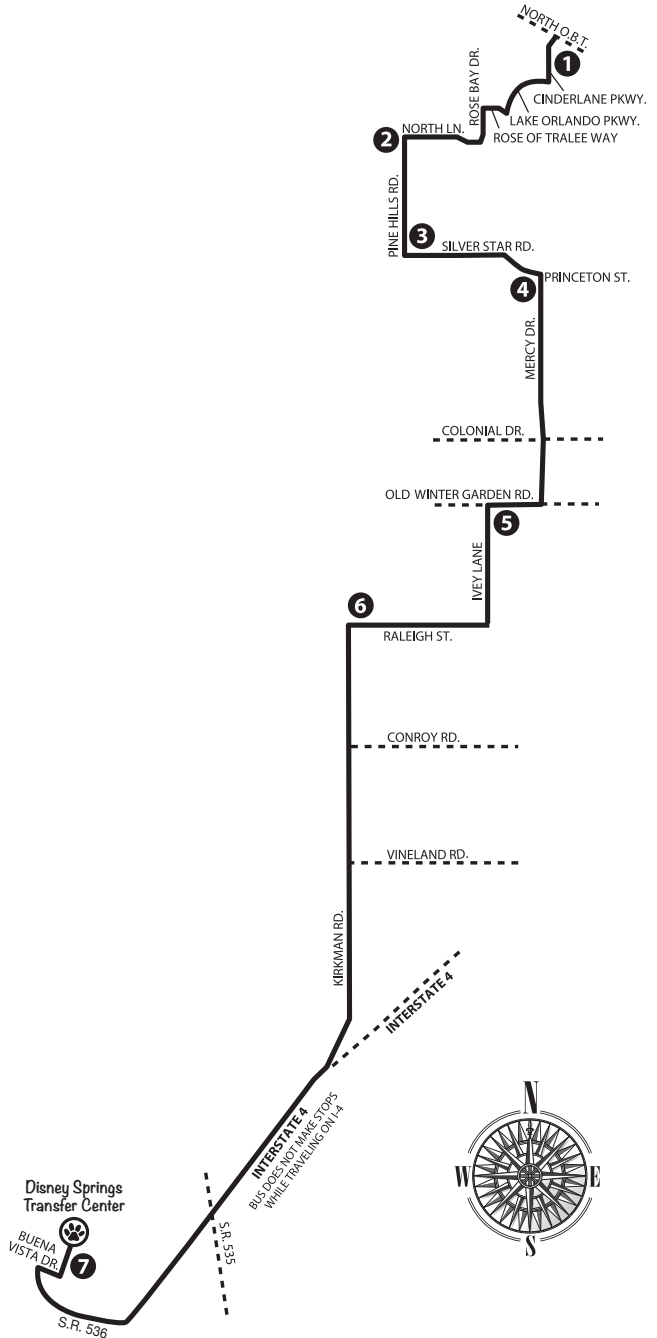 NORTH O.B.T.
1
CINDERLANE PKWY.
ROSE BAY DR.
LAKE ORLANDO PKWY.
ROSE OF TRALEE WAY
2
NORTH LN.
PINE HILLS RD.
3
SILVER STAR RD.
4
PRINCETON ST.
MERCY DR.
COLONIAL DR.
OLD WINTER GARDEN RD.
5
IVEY LANE
6
RALEIGH ST.
CONROY RD.
VINELAND RD.
KIRKMAN RD.
INTERSTATE 4
INTERSTATE 4
BUS DOES NOT MAKE STOPS
WHILE TRAVELING ON I-4
N
W
E
S
Disney Springs
Transfer Center
BUENA
VISTA DR.
7
S.R. 535
S.R. 536